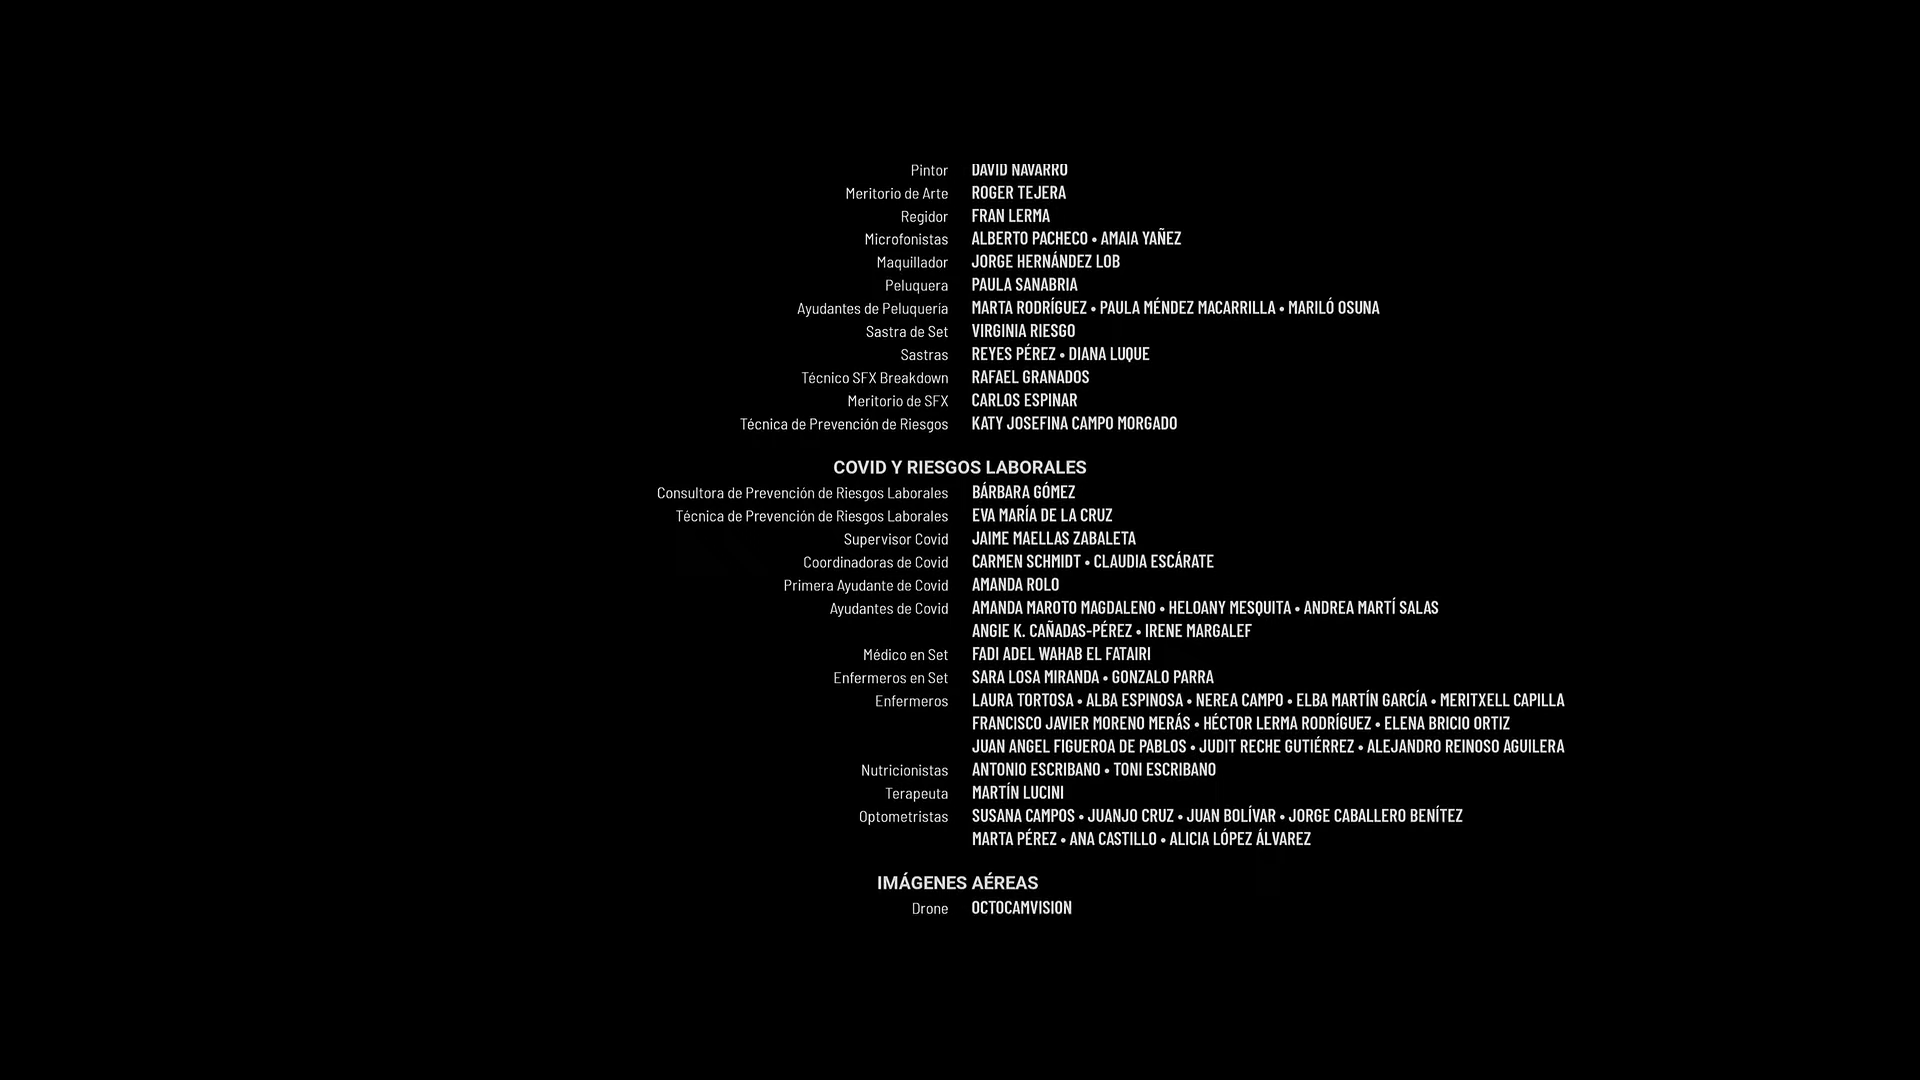 Pintor DAVID NAVARRO
Meritorio de Arte ROGER TEJERA
Regidor FRAN LERMA
Microfonistas ALBERTO PACHECO • AMAIA YAÑEZ
Maquillador JORGE HERNÁNDEZ LOB
Peluquera PAULA SANABRIA
Ayudantes de Peluquería MARTA RODRÍGUEZ • PAULA MÉNDEZ MACARRILLA • MARILÓ OSUNA
Sastra de Set VIRGINIA RIESGO
Sastras REYES PÉREZ • DIANA LUQUE
Técnico SFX Breakdown RAFAEL GRANADOS
Meritorio de SFX CARLOS ESPINAR
Técnica de Prevención de Riesgos KATY JOSEFINA CAMPO MORGADO
COVID Y RIESGOS LABORALES
Consultora de Prevención de Riesgos Laborales BÁRBARA GÓMEZ
Técnica de Prevención de Riesgos Laborales EVA MARÍA DE LA CRUZ
Supervisor Covid JAIME MAELLAS ZABALETA
Coordinadoras de Covid CARMEN SCHMIDT • CLAUDIA ESCÁRATE
Primera Ayudante de Covid AMANDA ROLO
Ayudantes de Covid AMANDA MAROTO MAGDALENO • HELOANY MESQUITA • ANDREA MARTÍ SALAS
ANGIE K. CAÑADAS-PÉREZ • IRENE MARGALEF
Médico en Set FADI ADEL WAHAB EL FATAIRI
Enfermeros en Set SARA LOSA MIRANDA • GONZALO PARRA
Enfermeros LAURA TORTOSA • ALBA ESPINOSA • NEREA CAMPO • ELBA MARTÍN GARCÍA • MERITXELL CAPILLA
FRANCISCO JAVIER MORENO MERÁS • HÉCTOR LERMA RODRÍGUEZ • ELENA BRICIO ORTIZ
JUAN ANGEL FIGUEROA DE PABLOS • JUDIT RECHE GUTIÉRREZ • ALEJANDRO REINOSO AGUILERA
Nutricionistas ANTONIO ESCRIBANO • TONI ESCRIBANO
Terapeuta MARTÍN LUCINI
Optometristas SUSANA CAMPOS • JUANJO CRUZ • JUAN BOLÍVAR • JORGE CABALLERO BENÍTEZ
MARTA PÉREZ • ANA CASTILLO • ALICIA LÓPEZ ÁLVAREZ
IMÁGENES AÉREAS
Drone OCTOCAMVISION